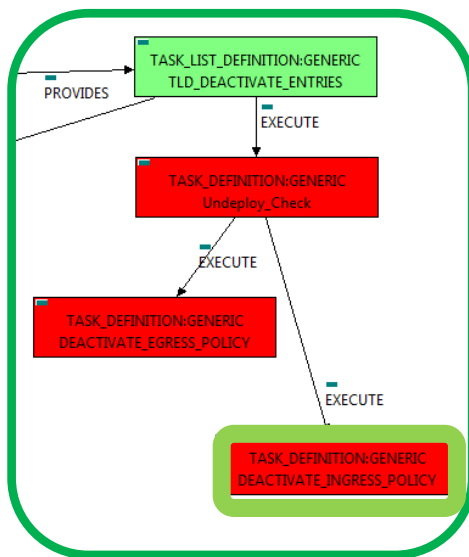 TASK_LIST_DEFINITION:GENERIC
TLD_DEACTIVATE_ENTRIES
PROVIDES
EXECUTE
TASK_DEFINITION:GENERIC
Undeploy_Check
EXECUTE
TASK_DEFINITION:GENERIC
DEACTIVATE_EGRESS_POLICY
EXECUTE
TASK_DEFINITION:GENERIC
DEACTIVATE_INGRESS_POLICY